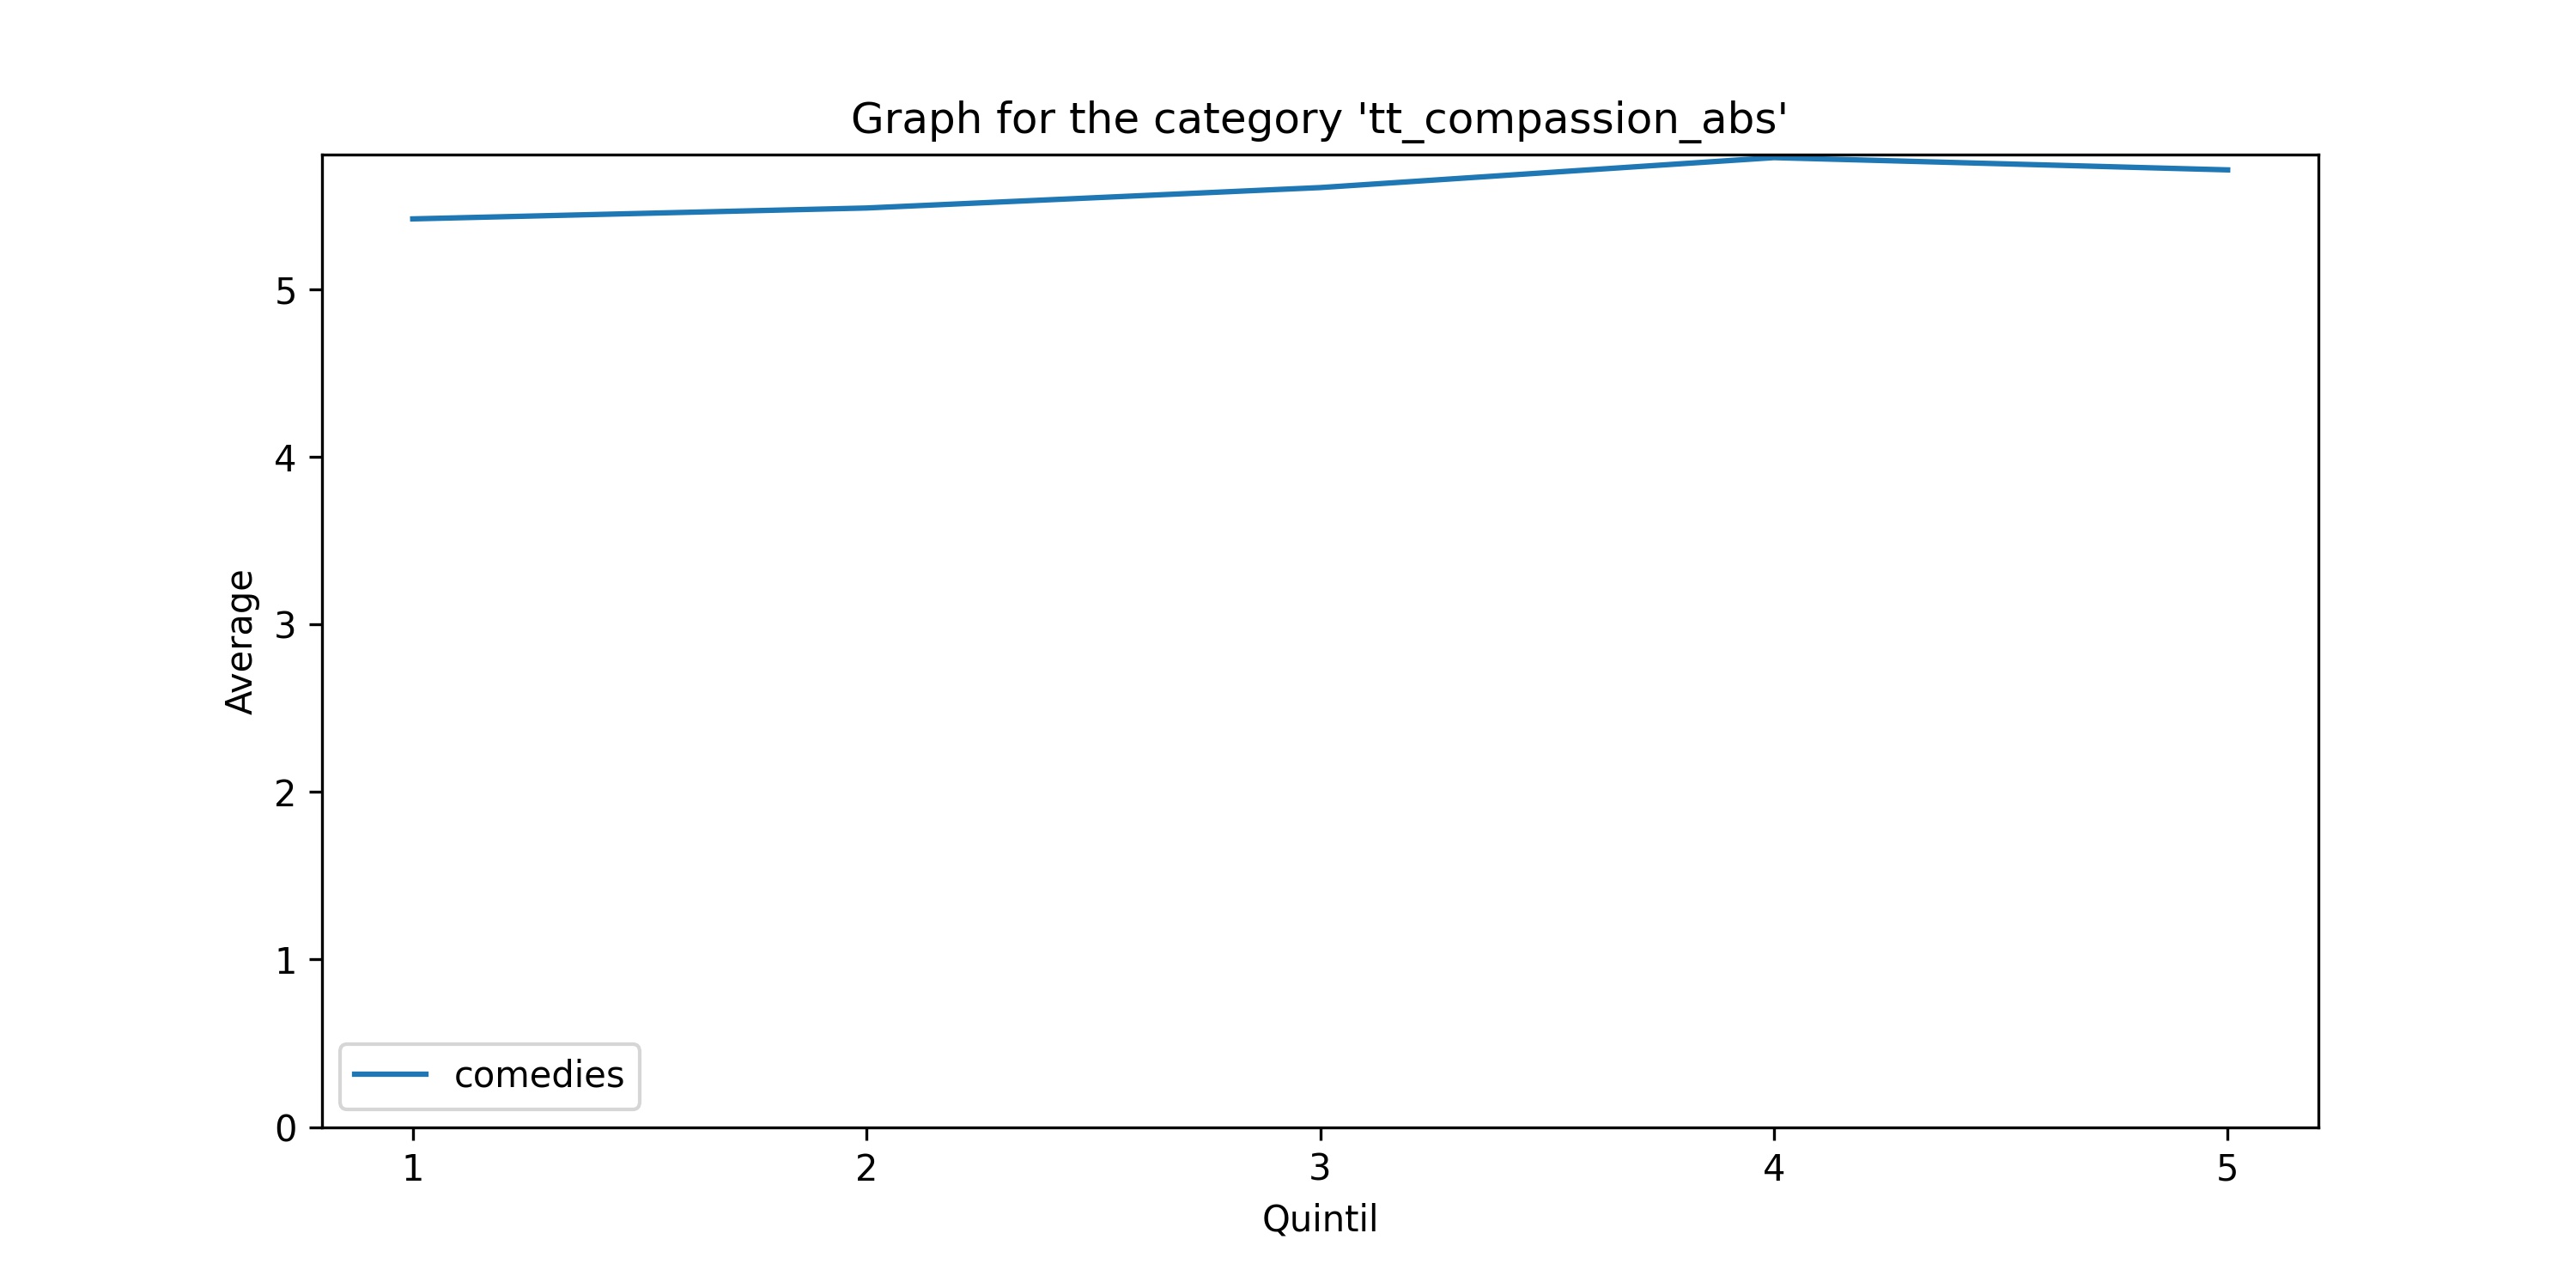 Graph for the category 'tt_compassion_abs'
5
4
3
2
1
0
Average
comedies
1 2 3 4 5
Quintil